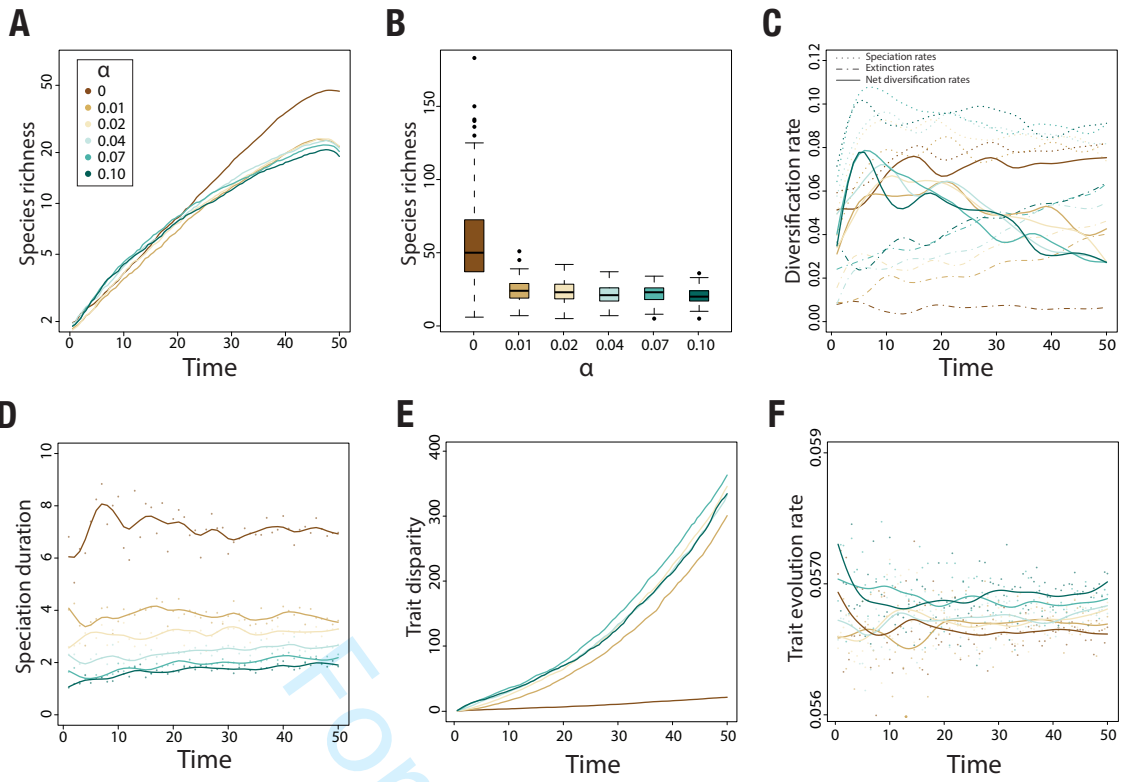 A
Species richness
50
20
10
5
2
α
0
0.01
0.02
0.04
0.07
0.10
0 10 20 30 40 50
Time
B
Species richness
150
100
50
0
0 0.01 0.02 0.04 0.07 0.10
α
C
Diversification rate
0.12
0.10
0.08
0.06
0.04
0.02
0.00
Speciation rates
Extinction rates
Net diversification rates
0 10 20 30 40 50
Time
D
Speciation duration
10
8
6
4
2
0
0 10 20 30 40 50
Time
E
Trait disparity
400
300
200
100
0
0 10 20 30 40 50
Time
F
Trait evolution rate
0.059
0.0570
0.056
0 10 20 30 40 50
Time
For